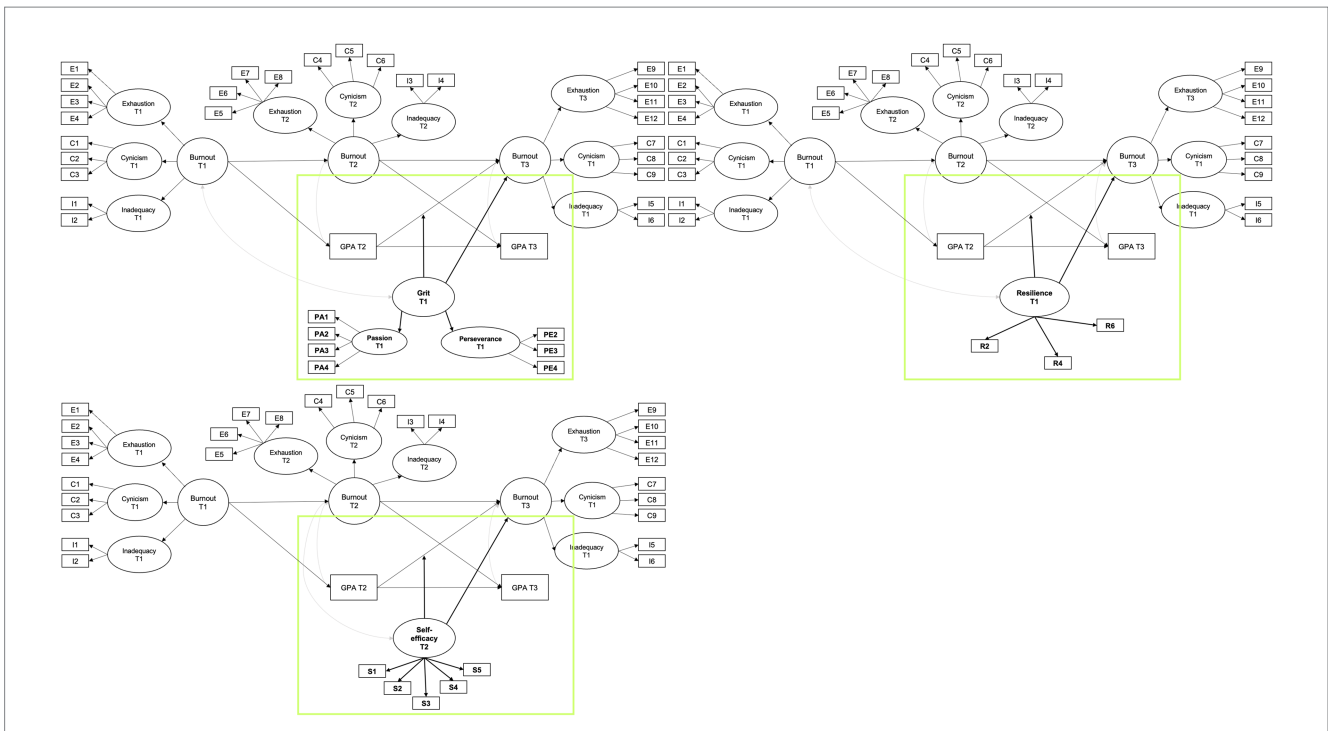 E1
E2
E3
E4
C1
C2
C3
I1
I2
Exhaustion
T1
Cynicism
T1
Inadequacy
T1
Burnout
T1
E7
E8
E6
E5
Exhaustion
T2
C4
C5
C6
Cynicism
T2
I3
I4
Inadequacy
T2
Burnout
T2
Exhaustion
T3
E9
E10
E11
E12
Burnout
T3
Cynicism
T1
C7
C8
C9
Inadequacy
T1
I5
I6
GPA T2
GPA T3
Grit
T1
Passion
T1
PA1
PA2
PA3
PA4
Perseverance
T1
PE2
PE3
PE4
E1
E2
E3
E4
C1
C2
C3
I1
I2
Exhaustion
T1
Cynicism
T1
Inadequacy
T1
Burnout
T1
E7
E8
E6
E5
Exhaustion
T2
C4
C5
C6
Cynicism
T2
I3
I4
Inadequacy
T2
Burnout
T2
Exhaustion
T3
E9
E10
E11
E12
Burnout
T3
Cynicism
T1
C7
C8
C9
Inadequacy
T1
I5
I6
GPA T2
GPA T3
Resilience
T1
R2
R4
R6
E1
E2
E3
E4
C1
C2
C3
I1
I2
Exhaustion
T1
Cynicism
T1
Inadequacy
T1
Burnout
T1
E7
E8
E6
E5
Exhaustion
T2
C4
C5
C6
Cynicism
T2
I3
I4
Inadequacy
T2
Burnout
T2
Exhaustion
T3
E9
E10
E11
E12
Burnout
T3
Cynicism
T1
C7
C8
C9
Inadequacy
T1
I5
I6
GPA T2
GPA T3
Self-
efficacy
T2
S1
S2
S3
S4
S5